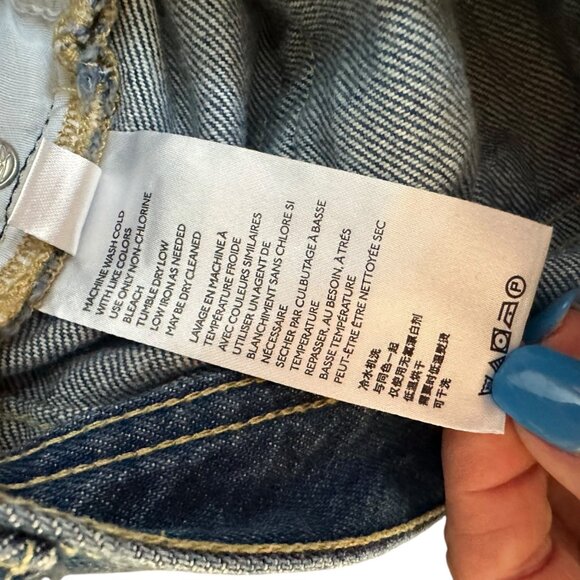 MACHINE WASH COLD
WITH LIKE COLORS
USE ONLY NON-CHLORINE
BLEACH
TUMBLE DRY LOW
LOW IRON AS NEEDED
MAY BE DRY CLEANED
LAVAGE EN MACHINE À
TEMPÉRATURE FROIDE
AVEC COULEURS SIMILAIRES
UTILISER UN AGENT DE
BLANCHIMENT SANS CHLORE SI
NÉCESSAIRE
SECHER PAR CULBUTAGE À BASSE
TEMPERATURE
REPASSER, AU BESOIN, À TRÈS
BASSE TEMPÉRATURE
PEUT-ÊTRE ÊTRE NETTOYÉE SEC
冷水机洗
与同色一起
仅使用无氯漂白剂
低温烘干
需要时低温熨烫
可干洗
P